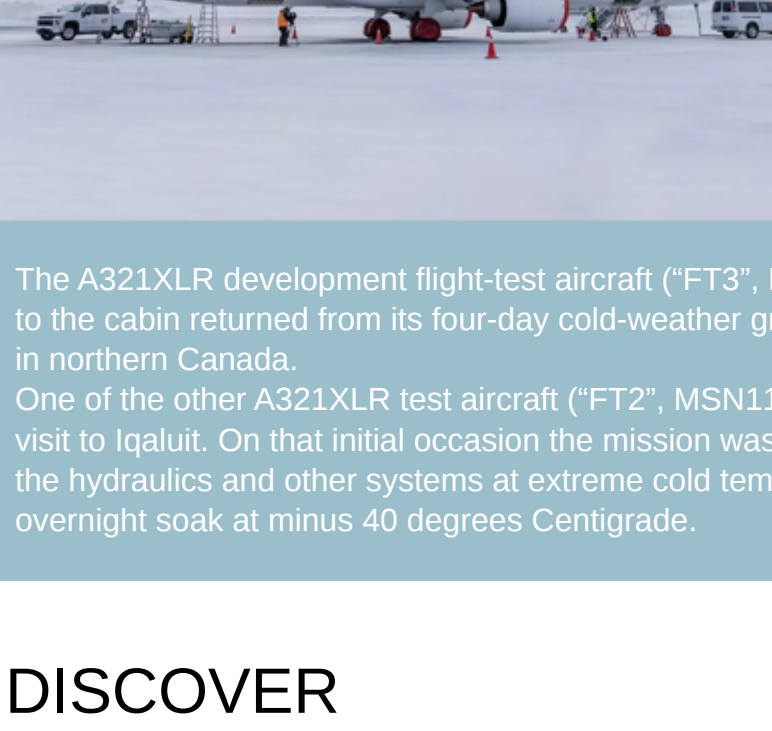 The A321XLR development flight-test aircraft (“FT3”,
to the cabin returned from its four-day cold-weather
in northern Canada.
One of the other A321XLR test aircraft (“FT2”, MSN11
visit to Iqaluit. On that initial occasion the mission was
the hydraulics and other systems at extreme cold
overnight soak at minus 40 degrees Centigrade.
DISCOVER